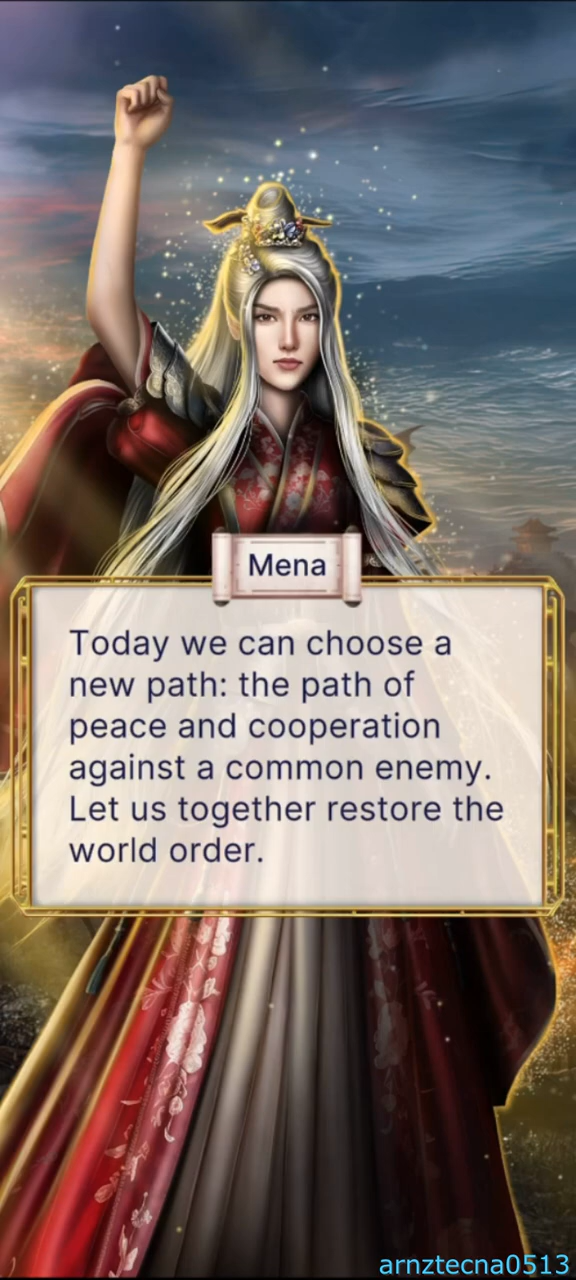 Mena
Today we can choose a
new path: the path of
peace and cooperation
against a common enemy.
Let us together restore the
world order.
arnztecna0513